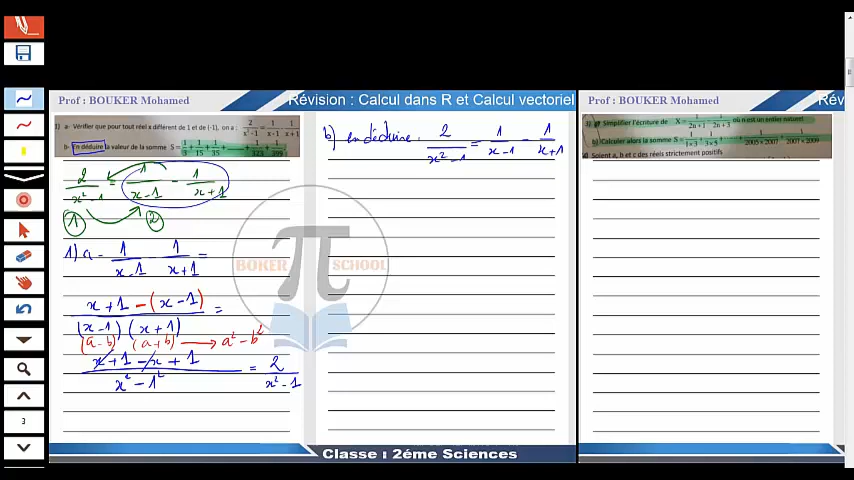 Prof : BOUKER Mohamed
Révision : Calcul dans R et Calcul vectoriel
Prof : BOUKER Mohamed
Rév
a- Vérifier que pour tout réel x différent de 1 et de (-1), on a : 2/(x²-1) = 1/(x-1) - 1/(x+1)
b- En déduire la valeur de la somme S = 1/3 + 1/15 + 1/35 + ........ + 1/323 + 1/399
2/(x²-1) = 1/(x-1) - 1/(x+1)
1 2
1) a - 1/(x-1) - 1/(x+1) =
(x+1 - (x-1))/((x-1)(x+1)) =
(a-b) (a+b) → a² - b²
(x+1-x+1)/(x²-1²) = 2/(x²-1)
b) en déduire. 2/(x²-1) = 1/(x-1) - 1/(x+1)
Simplifier l'écriture de X = 1/(2n+1) - 1/(2n+3) où n est un entier naturel
b) Calculer alors la somme S = 1/(1×3) + 1/(3×5) + 1/(2005×2007) + 1/(2007×2009)
Soient a, b et c des réels strictement positifs
BOKER SCHOOL
3
Classe : 2éme Sciences